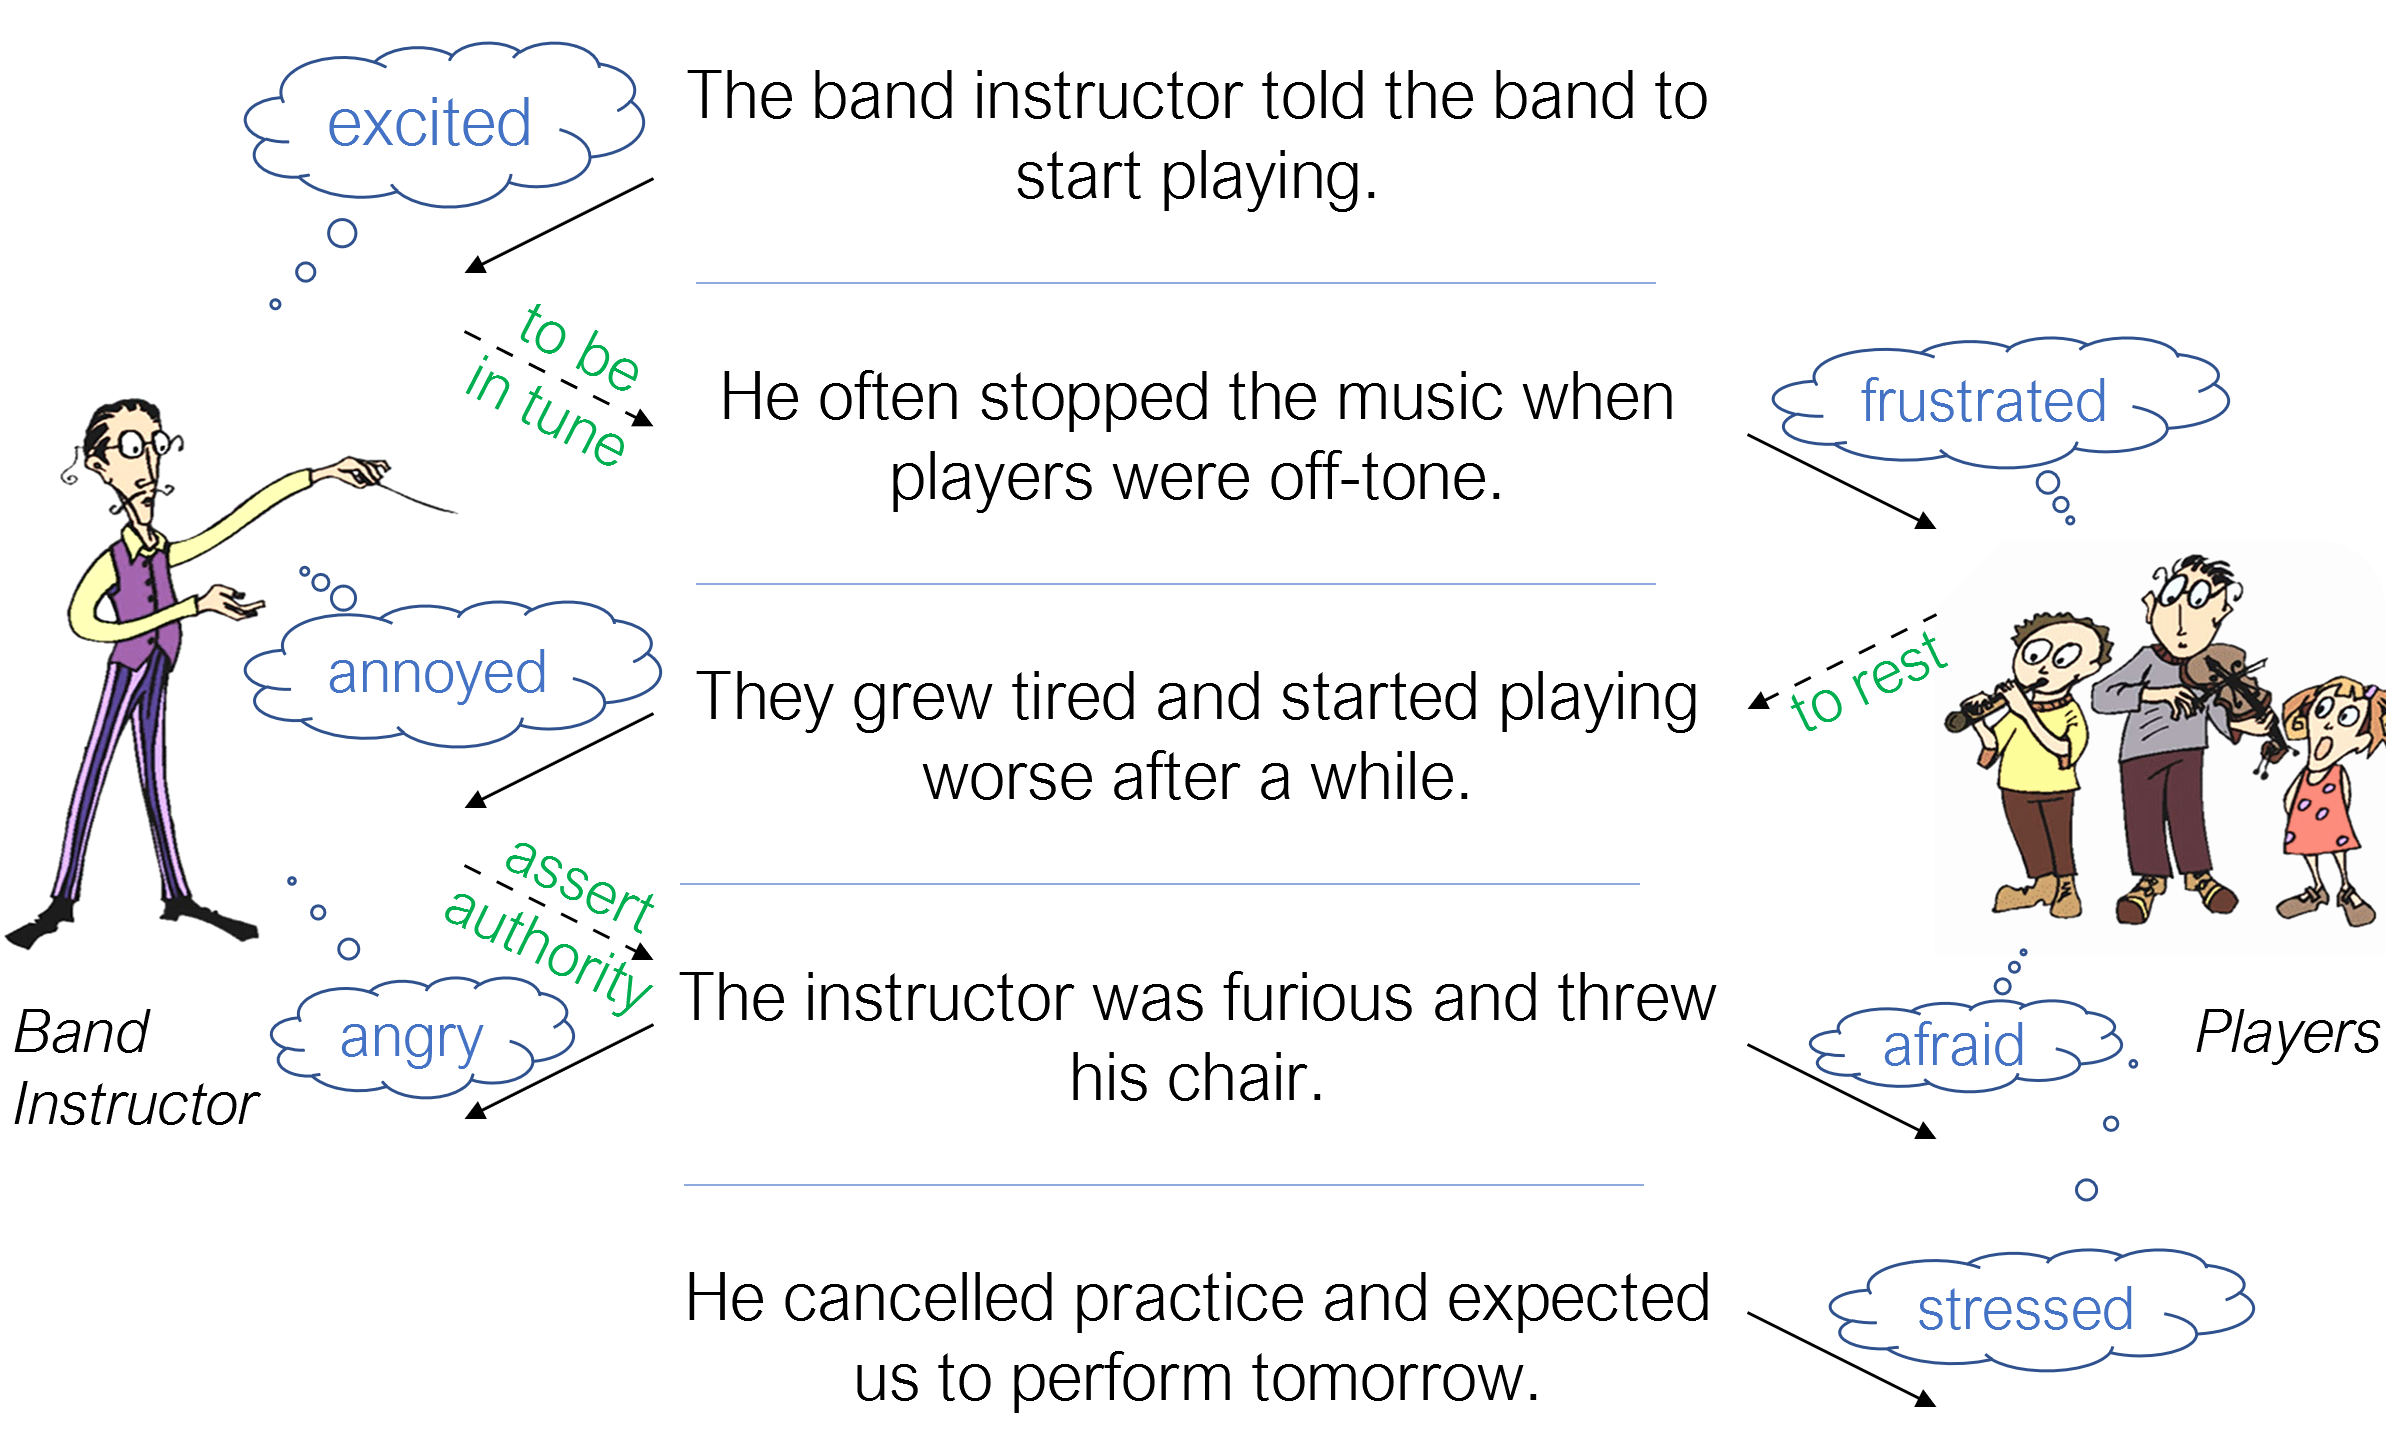 excited
The band instructor told the band to
start playing.
to be
in tune
He often stopped the music when
players were off-tone.
frustrated
annoyed
They grew tired and started playing
worse after a while.
to rest
assert
authority
Band
Instructor
angry
The instructor was furious and threw
his chair.
afraid
Players
He cancelled practice and expected
us to perform tomorrow.
stressed